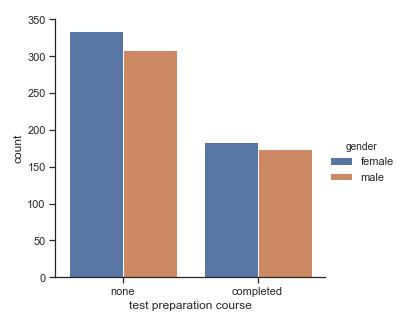 350
300
250
200
150
100
50
0
count
none
completed
test preparation course
gender
female
male